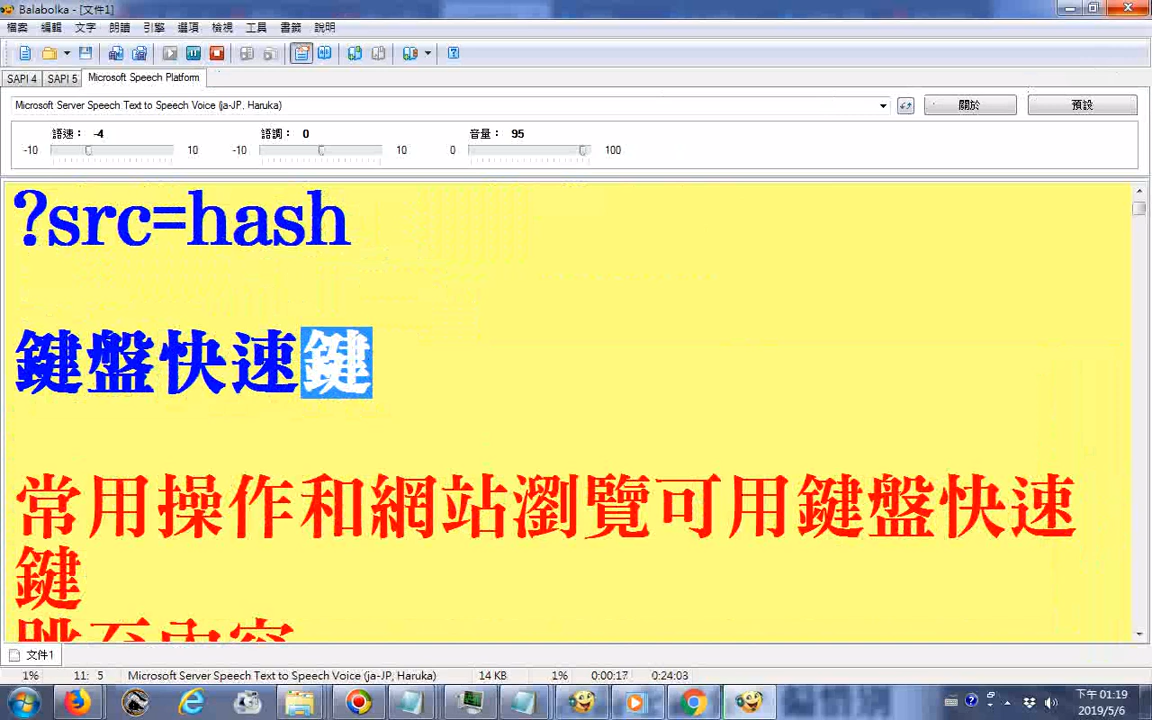 Balabolka - [文件1]
檔案 編輯 文字 朗讀 引擎 選項 檢視 工具 書籤 說明
SAPI 4 SAPI 5 Microsoft Speech Platform
Microsoft Server Speech Text to Speech Voice (ja-JP, Haruka) 關於 預設
語速： -4 語調： 0 音量： 95
-10 10 -10 10 0 100
?src=hash
鍵盤快速鍵
常用操作和網站瀏覽可用鍵盤快速
鍵
跳至內容
文件1
1% 11: 5 Microsoft Server Speech Text to Speech Voice (ja-JP, Haruka) 14 KB 1% 0:00:17 0:24:03
下午 01:19
2019/5/6